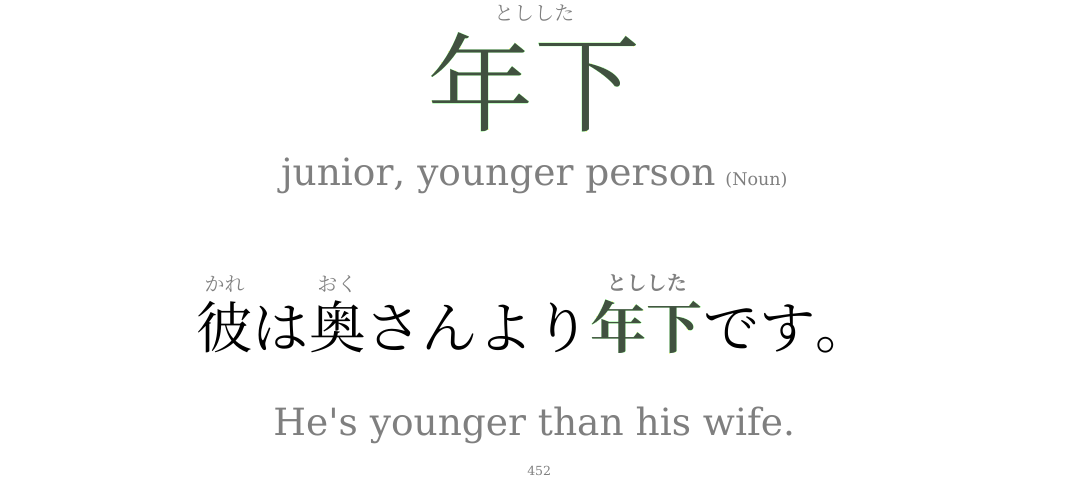 とししした
年下
junior, younger person (Noun)
かれ おく としした
彼は奥さんより年下です。
He's younger than his wife.
452